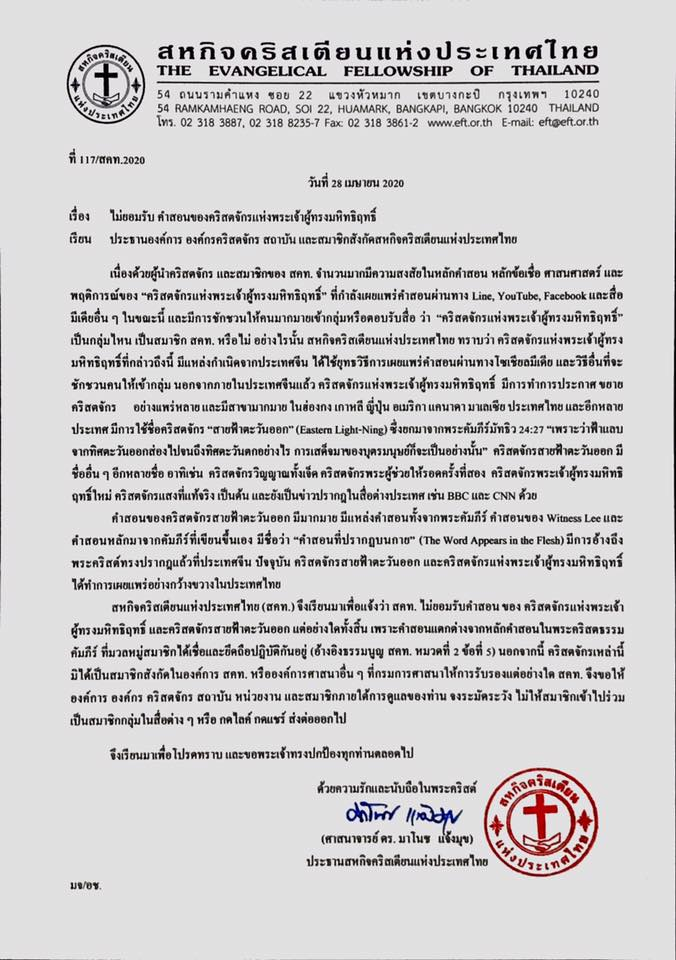 สหกิจคริสเตียนแห่งประเทศไทย
THE EVANGELICAL FELLOWSHIP OF THAILAND
54 ถนนรามคำแหง ซอย 22 แขวงหัวหมาก เขตบางกะปิ กรุงเทพฯ 10240
54 RAMKAMHAENG ROAD, SOI 22, HUAMARK, BANGKAPI, BANGKOK 10240 THAILAND
โทร. 02 318 3887, 02 318 8235-7 Fax: 02 318 3861-2 www.eft.or.th E-mail: eft@eft.or.th
สหกิจคริสเตียน
แห่งประเทศไทย
ที่ 117/สคท.2020
วันที่ 28 เมษายน 2020
เรื่อง ไม่ยอมรับ คำสอนของคริสตจักรแห่งพระเจ้าผู้ทรงมหิทธิฤทธิ์
เรียน ประธานองค์การ องค์กรคริสตจักร สถาบัน และสมาชิกสังกัดสหกิจคริสเตียนแห่งประเทศไทย
เนื่องด้วยผู้นำคริสตจักร และสมาชิกของ สคท. จำนวนมากมีความสงสัยในหลักคำสอน หลักข้อเชื่อ ศาสนศาสตร์ และ
พฤติการณ์ของ “คริสตจักรแห่งพระเจ้าผู้ทรงมหิทธิฤทธิ์” ที่กำลังเผยแพร่คำสอนผ่านทาง Line, YouTube, Facebook และสื่อ
มีเดียอื่น ๆ ในขณะนี้ และมีการชักชวนให้คนมากมายเข้ากลุ่มหรือตอบรับสื่อ ว่า “คริสตจักรแห่งพระเจ้าผู้ทรงมหิทธิฤทธิ์”
เป็นกลุ่มไหน เป็นสมาชิก สคท. หรือไม่ อย่างไรนั้น สหกิจคริสเตียนแห่งประเทศไทย ทราบว่า คริสตจักรแห่งพระเจ้าผู้ทรง
มหิทธิฤทธิ์ที่กล่าวถึงนี้ มีแหล่งกำเนิดจากประเทศจีน ได้ใช้ยุทธวิธีการเผยแพร่คำสอนผ่านทางโซเชียลมีเดีย และวิธีอื่นที่จะ
ชักชวนคนให้เข้ากลุ่ม นอกจากภายในประเทศจีนแล้ว คริสตจักรแห่งพระเจ้าผู้ทรงมหิทธิฤทธิ์ มีการทำการประกาศ ขยาย
คริสตจักร อย่างแพร่หลาย และมีสาขามากมาย ในฮ่องกง เกาหลี ญี่ปุ่น อเมริกา แคนาดา มาเลเซีย ประเทศไทย และอีกหลาย
ประเทศ มีการใช้ชื่อคริสตจักร “สายฟ้าตะวันออก” (Eastern Light-Ning) ซึ่งยกมาจากพระคัมภีร์มัทธิว 24:27 “เพราะว่าฟ้าแลบ
จากทิศตะวันออกส่องไปจนถึงทิศตะวันตกอย่างไร การเสด็จมาของบุตรมนุษย์ก็จะเป็นอย่างนั้น” คริสตจักรสายฟ้าตะวันออก มี
ชื่ออื่น ๆ อีกหลายชื่อ อาทิเช่น คริสตจักรวิญญาณทั้งเจ็ด คริสตจักรพระผู้ช่วยให้รอดครั้งที่สอง คริสตจักรพระเจ้าผู้ทรงมหิทธิ
ฤทธิ์ใหม่ คริสตจักรแสงที่แท้จริง เป็นต้น และยังเป็นข่าวปรากฏในสื่อต่างประเทศ เช่น BBC และ CNN ด้วย
คำสอนของคริสตจักรสายฟ้าตะวันออก มีมากมาย มีแหล่งคำสอนทั้งจากพระคัมภีร์ คำสอนของ Witness Lee และ
คำสอนหลักมาจากคัมภีร์ที่เขียนขึ้นเอง มีชื่อว่า “คำสอนที่ปรากฏบนกาย” (The Word Appears in the Flesh) มีการอ้างถึง
พระคริสต์ทรงปรากฏแล้วที่ประเทศจีน ปัจจุบัน คริสตจักรสายฟ้าตะวันออก และคริสตจักรแห่งพระเจ้าผู้ทรงมหิทธิฤทธิ์
ได้ทำการเผยแพร่อย่างกว้างขวางในประเทศไทย
สหกิจคริสเตียนแห่งประเทศไทย (สคท.) จึงเรียนมาเพื่อแจ้งว่า สคท. ไม่ยอมรับคำสอน ของ คริสตจักรแห่งพระเจ้า
ผู้ทรงมหิทธิฤทธิ์ และคริสตจักรสายฟ้าตะวันออก แต่อย่างใดทั้งสิ้น เพราะคำสอนแตกต่างจากหลักคำสอนในพระคริสตธรรม
คัมภีร์ ที่มวลหมู่สมาชิกได้เชื่อและยึดถือปฏิบัติกันอยู่ (อ้างอิงธรรมนูญ สคท. หมวดที่ 2 ข้อที่ 5) นอกจากนี้ คริสตจักรเหล่านี้
มิได้เป็นสมาชิกสังกัดในองค์การ สคท. หรือองค์การศาสนาอื่น ๆ ที่กรมการศาสนาให้การรับรองแต่อย่างใด สคท. จึงขอให้
องค์การ องค์กร คริสตจักร สถาบัน หน่วยงาน และสมาชิกภายใต้การดูแลของท่าน จงระมัดระวัง ไม่ให้สมาชิกเข้าไปร่วม
เป็นสมาชิกกลุ่มในสื่อต่าง ๆ หรือ กดไลค์ กดแชร์ ส่งต่อออกไป
จึงเรียนมาเพื่อโปรดทราบ และขอพระเจ้าทรงปกป้องทุกท่านตลอดไป
ด้วยความรักและนับถือในพระคริสต์
(ศาสนาจารย์ ดร. มาโนช แจ้งมุข)
ประธานสหกิจคริสเตียนแห่งประเทศไทย
สหกิจคริสเตียน
แห่งประเทศไทย
มจ/อช.